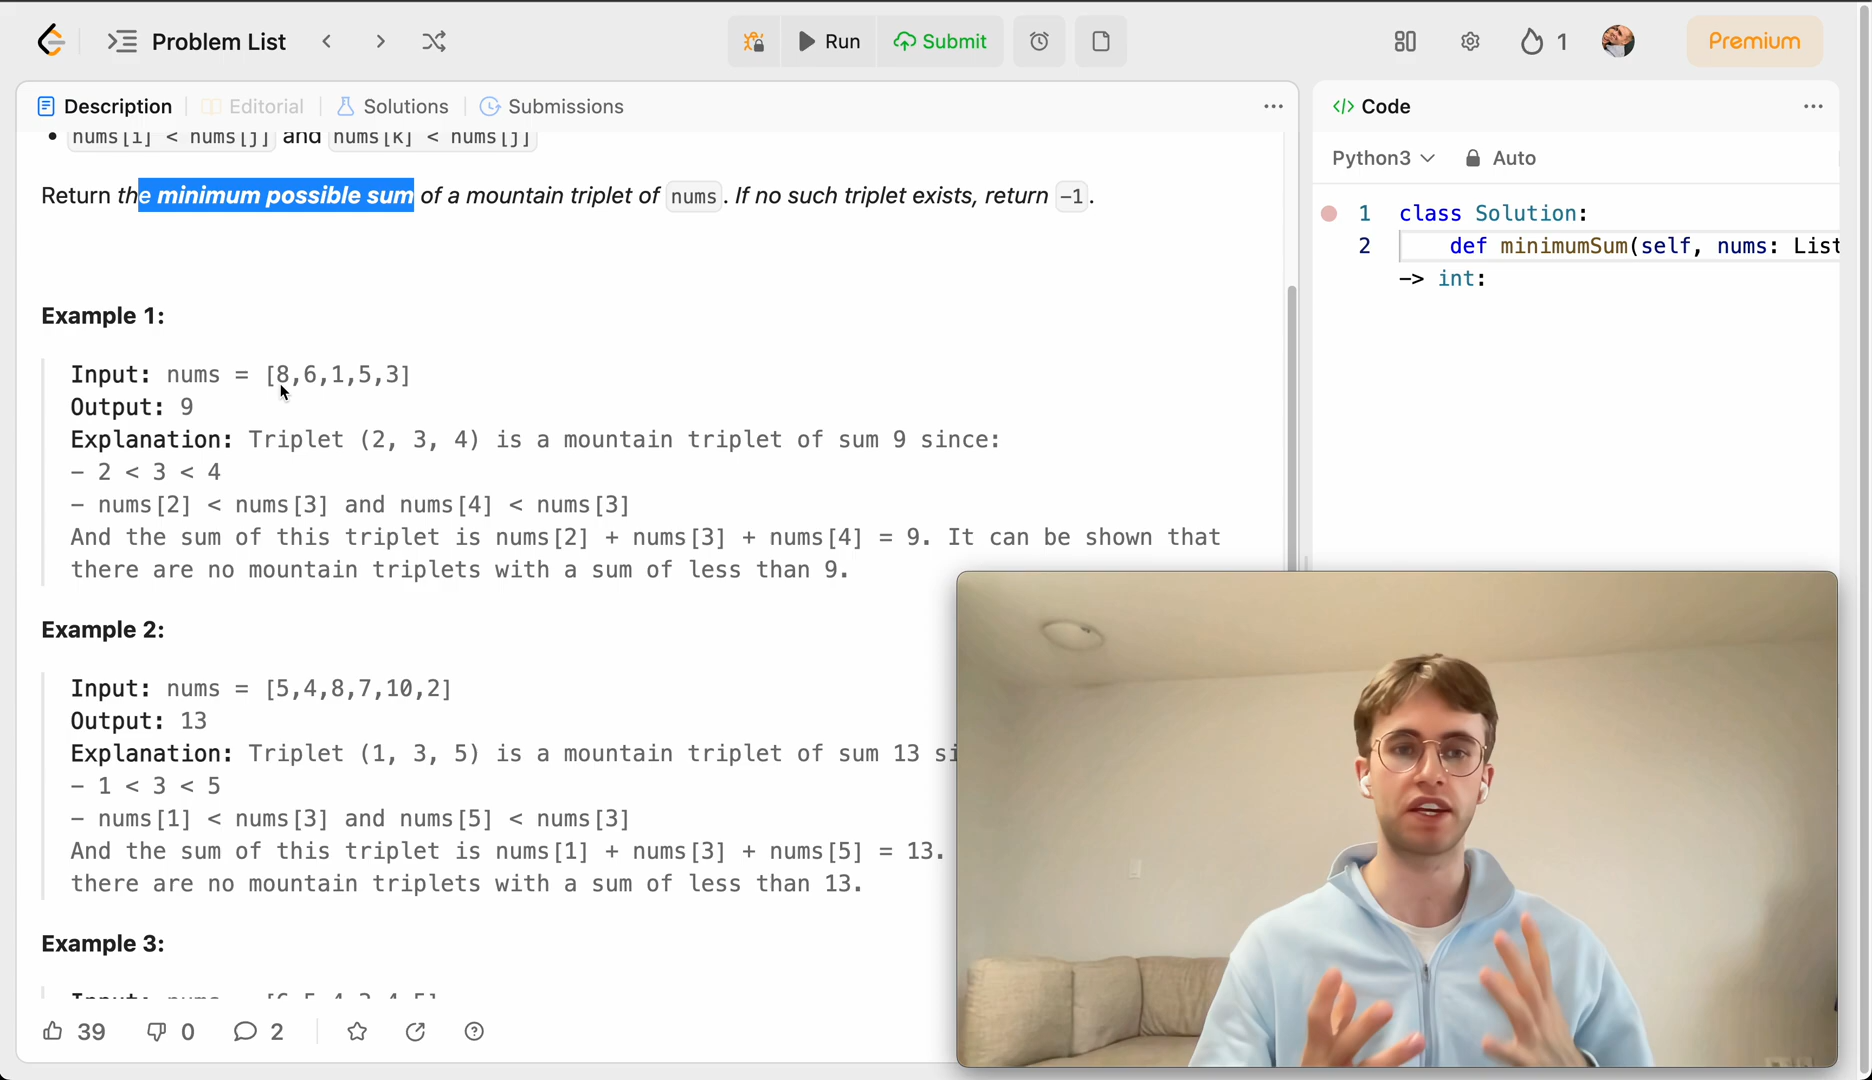 Problem List
Run
Submit
1
Premium
Description
Editorial
Solutions
Submissions
Code
• nums[i] < nums[j] and nums[k] < nums[j]
Return the minimum possible sum of a mountain triplet of nums. If no such triplet exists, return -1.
Example 1:
Input: nums = [8,6,1,5,3]
Output: 9
Explanation: Triplet (2, 3, 4) is a mountain triplet of sum 9 since:
- 2 < 3 < 4
- nums[2] < nums[3] and nums[4] < nums[3]
And the sum of this triplet is nums[2] + nums[3] + nums[4] = 9. It can be shown that
there are no mountain triplets with a sum of less than 9.
Example 2:
Input: nums = [5,4,8,7,10,2]
Output: 13
Explanation: Triplet (1, 3, 5) is a mountain triplet of sum 13 si
- 1 < 3 < 5
- nums[1] < nums[3] and nums[5] < nums[3]
And the sum of this triplet is nums[1] + nums[3] + nums[5] = 13.
there are no mountain triplets with a sum of less than 13.
Example 3:
39
0
2
Python3
Auto
1 class Solution:
2 def minimumSum(self, nums: List
-> int: